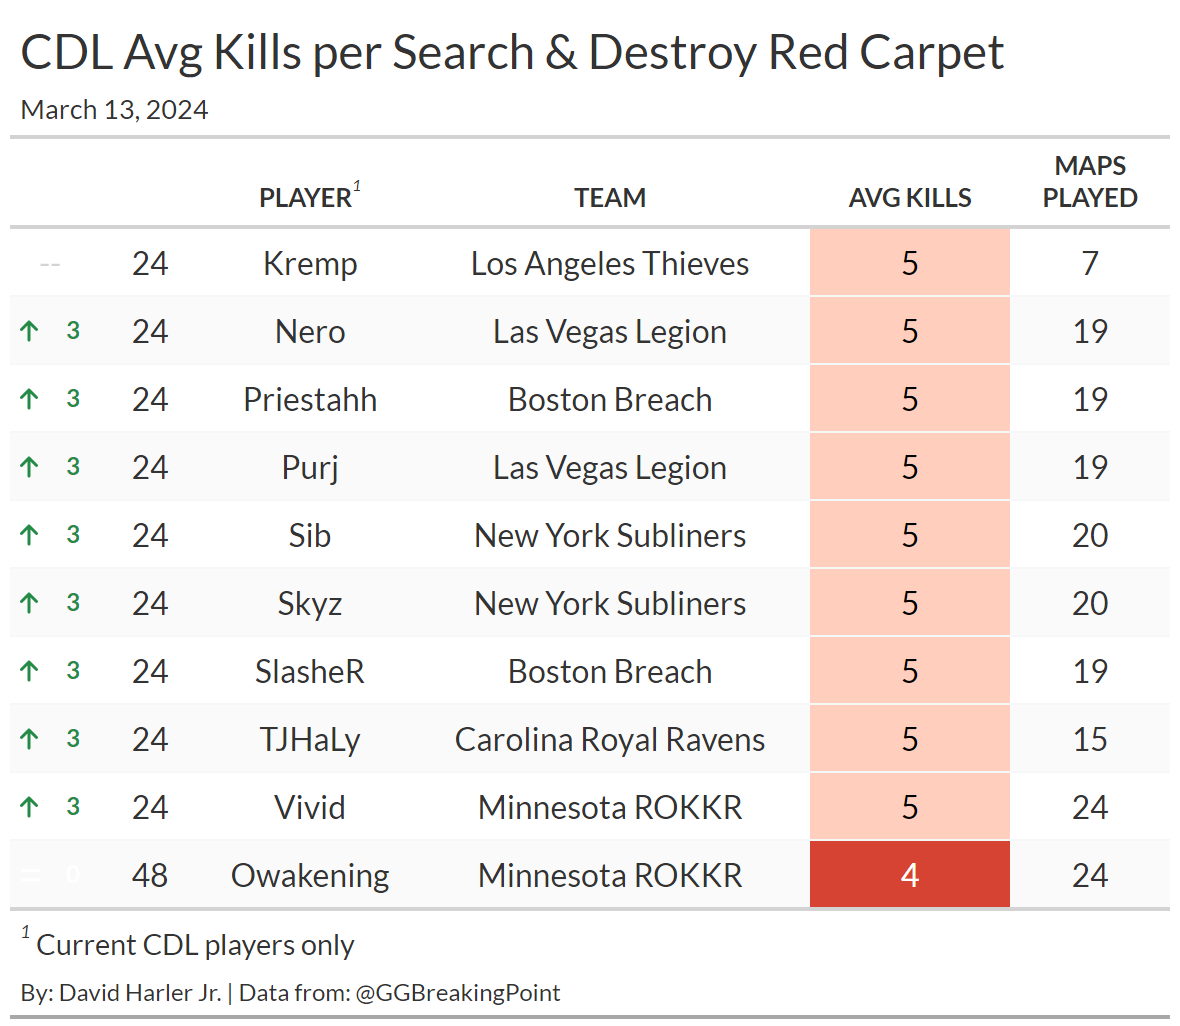 CDL Avg Kills per Search & Destroy Red Carpet
March 13, 2024
PLAYER¹ TEAM AVG KILLS MAPS PLAYED
-- 24 Kremp Los Angeles Thieves 5 7
↑ 3 24 Nero Las Vegas Legion 5 19
↑ 3 24 Priestahh Boston Breach 5 19
↑ 3 24 Purj Las Vegas Legion 5 19
↑ 3 24 Sib New York Subliners 5 20
↑ 3 24 Skyz New York Subliners 5 20
↑ 3 24 SlasheR Boston Breach 5 19
↑ 3 24 TJHaLy Carolina Royal Ravens 5 15
↑ 3 24 Vivid Minnesota ROKKR 5 24
= 0 48 Owakening Minnesota ROKKR 4 24
¹ Current CDL players only
By: David Harler Jr. | Data from: @GGBreakingPoint